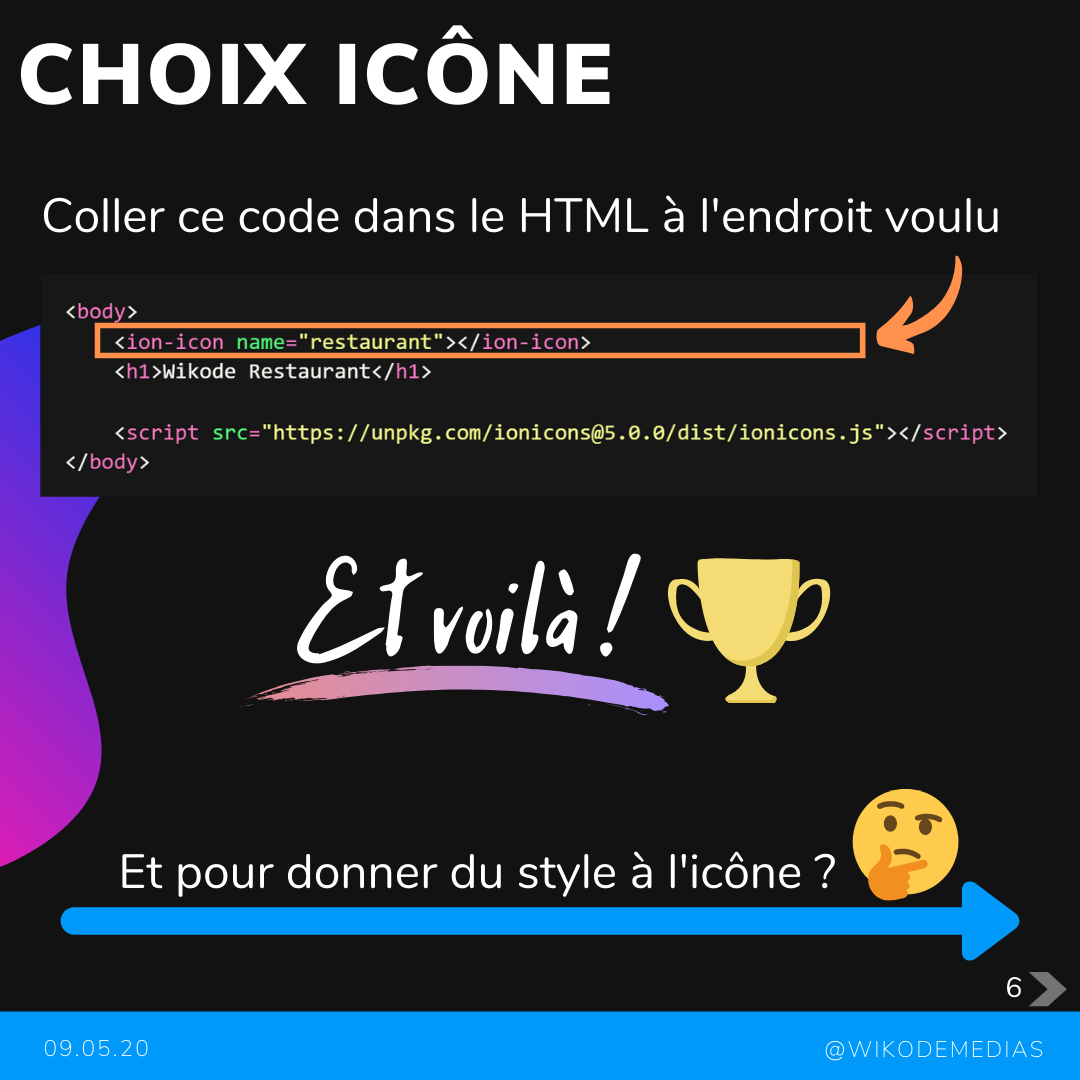 CHOIX ICÔNE
Coller ce code dans le HTML à l'endroit voulu
<body>
<ion-icon name="restaurant"></ion-icon>
<h1>Wikode Restaurant</h1>
<script src="https://unpkg.com/ionicons@5.0.0/dist/ionicons.js"></script>
</body>
Et voilà !
Et pour donner du style à l'icône ?
6
09.05.20
@WIKODEMEDIAS